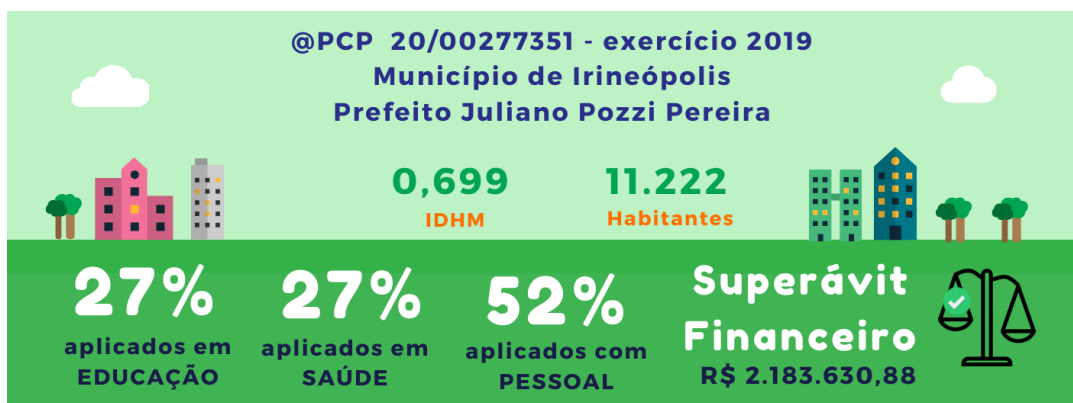 @PCP 20/00277351 - exercício 2019
Município de Irineópolis
Prefeito Juliano Pozzi Pereira
0,699
IDHM
11.222
Habitantes
27%
aplicados em
EDUCAÇÃO
27%
aplicados em
SAÚDE
52%
aplicados com
PESSOAL
Superávit
Financeiro
R$ 2.183.630,88